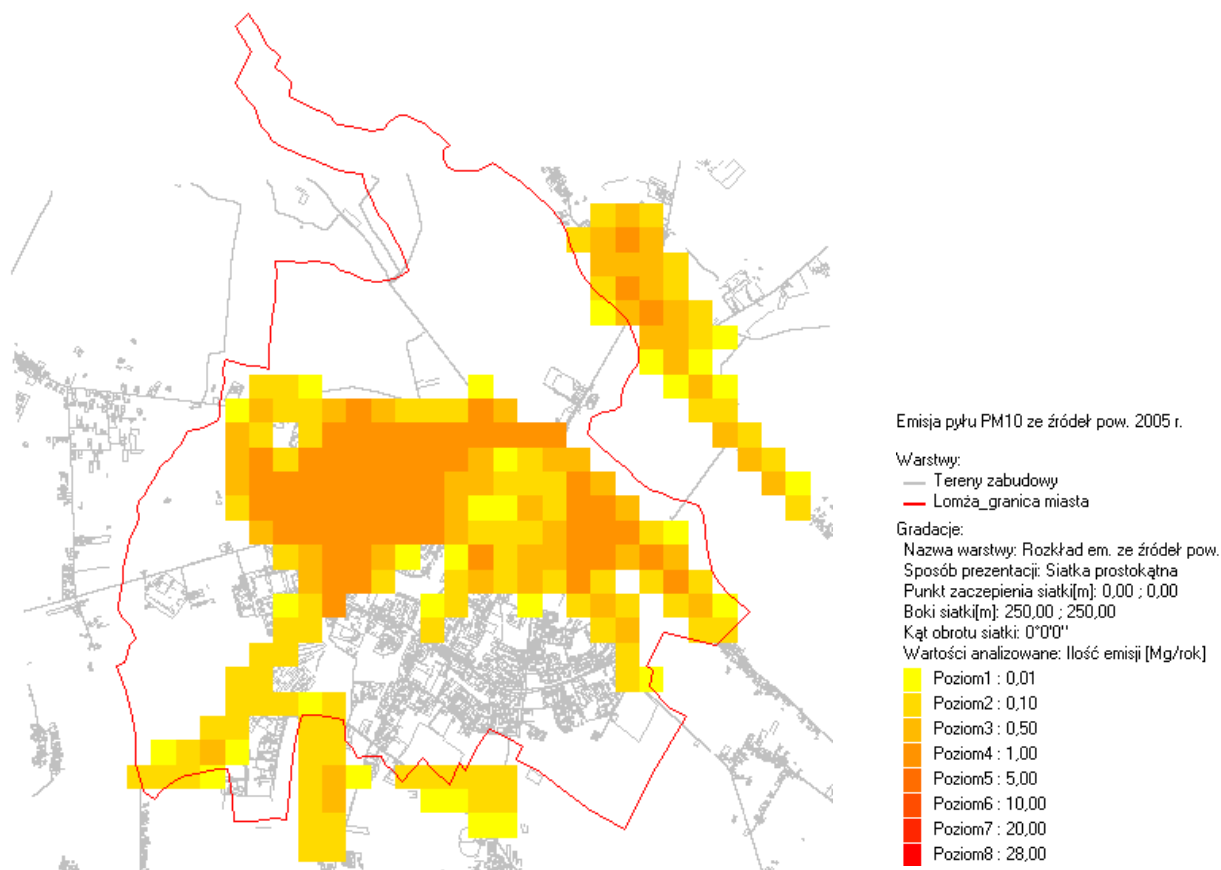 Emisja pyłu PM10 ze źródeł pow. 2005 r.
Warstwy:
Tereny zabudowy
Lomża_granica miasta
Gradacje:
Nazwa warstwy: Rozkład em. ze źródeł pow.
Sposób prezentacji: Siatka prostokątna
Punkt zaczepienia siatki[m]: 0,00 ; 0,00
Boki siatki[m]: 250,00 ; 250,00
Kąt obrotu siatki: 0°0'0''
Wartości analizowane: Ilość emisji [Mg/rok]
Poziom1 : 0,01
Poziom2 : 0,10
Poziom3 : 0,50
Poziom4 : 1,00
Poziom5 : 5,00
Poziom6 : 10,00
Poziom7 : 20,00
Poziom8 : 28,00